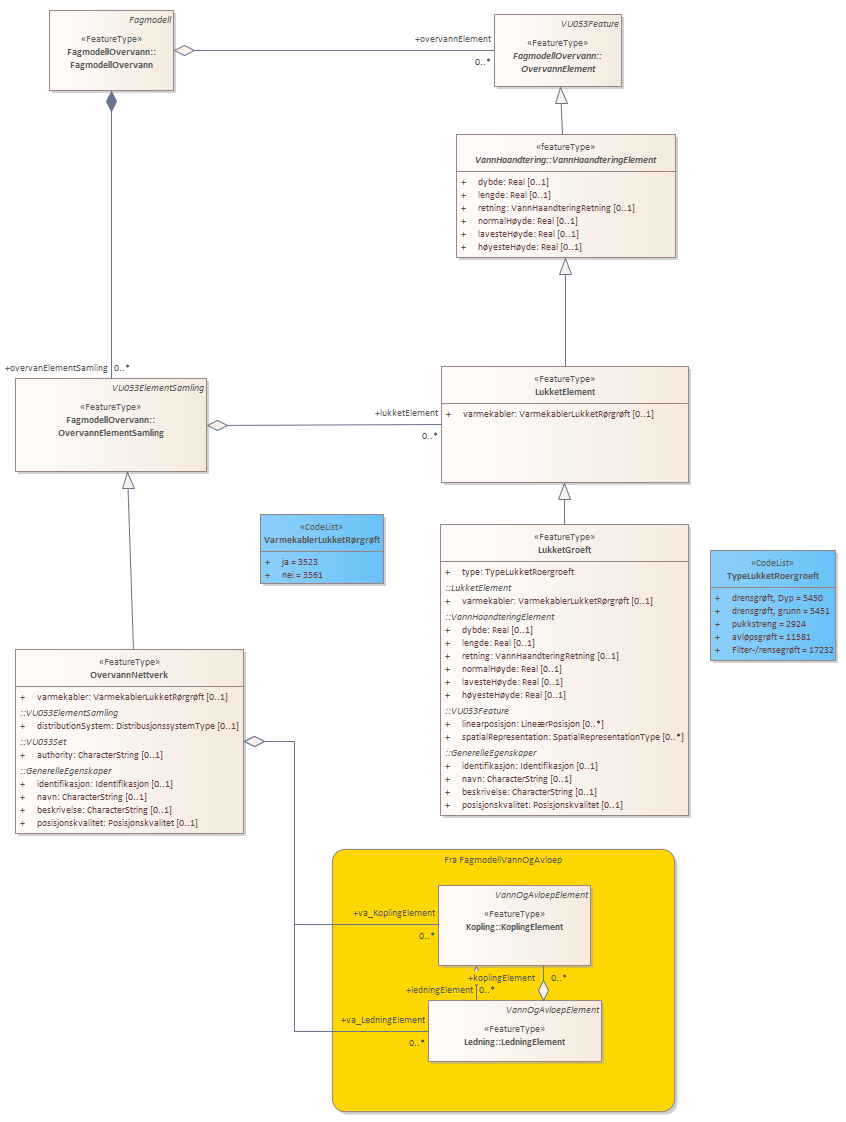 Fagmodell
«FeatureType»
FagmodellOvervann::
FagmodellOvervann
+overvannElement
0..*
VU053Feature
«FeatureType»
FagmodellOvervann::
OvervannElement
«featureType»
VannHaandtering::VannHaandteringElement
+ dybde: Real [0..1]
+ lengde: Real [0..1]
+ retning: VannHaandteringRetning [0..1]
+ normalHøyde: Real [0..1]
+ lavesteHøyde: Real [0..1]
+ høyesteHøyde: Real [0..1]
+overvanElementSamling
0..*
VU053ElementSamling
«FeatureType»
FagmodellOvervann::
OvervannElementSamling
+lukketElement
0..*
«FeatureType»
LukketElement
+ varmekabler: VarmekablerLukketRørgrøft [0..1]
«CodeList»
VarmekablerLukketRørgrøft
+ ja = 3523
+ nei = 3561
«FeatureType»
LukketGroeft
+ type: TypeLukketRoergroeft
::LukketElement
+ varmekabler: VarmekablerLukketRørgrøft [0..1]
::VannHaandteringElement
+ dybde: Real [0..1]
+ lengde: Real [0..1]
+ retning: VannHaandteringRetning [0..1]
+ normalHøyde: Real [0..1]
+ lavesteHøyde: Real [0..1]
+ høyesteHøyde: Real [0..1]
::VU053Feature
+ linearposisjon: LineærPosisjon [0..*]
+ spatialRepresentation: SpatialRepresentationType [0..*]
::GenerelleEgenskaper
+ identifikasjon: Identifikasjon [0..1]
+ navn: CharacterString [0..1]
+ beskrivelse: CharacterString [0..1]
+ posisjonskvalitet: Posisjonskvalitet [0..1]
«CodeList»
TypeLukketRoergroeft
+ drensgrøft, Dyp = 5450
+ drensgrøft, grunn = 5451
+ pukkstreng = 2924
+ avløpsgrøft = 11581
+ Filter-/rensegrøft = 17232
«FeatureType»
OvervannNettverk
+ varmekabler: VarmekablerLukketRørgrøft [0..1]
::VU053ElementSamling
+ distributionSystem: DistribusjonssystemType [0..1]
::VU053Set
+ authority: CharacterString [0..1]
::GenerelleEgenskaper
+ identifikasjon: Identifikasjon [0..1]
+ navn: CharacterString [0..1]
+ beskrivelse: CharacterString [0..1]
+ posisjonskvalitet: Posisjonskvalitet [0..1]
Fra FagmodellVannOgAvloep
+va_KoplingElement
0..*
VannOgAvloepElement
«FeatureType»
Kopling::KoplingElement
+koplingElement
0..*
+ledningElement
0..*
+va_LedningElement
0..*
VannOgAvloepElement
«FeatureType»
Ledning::LedningElement